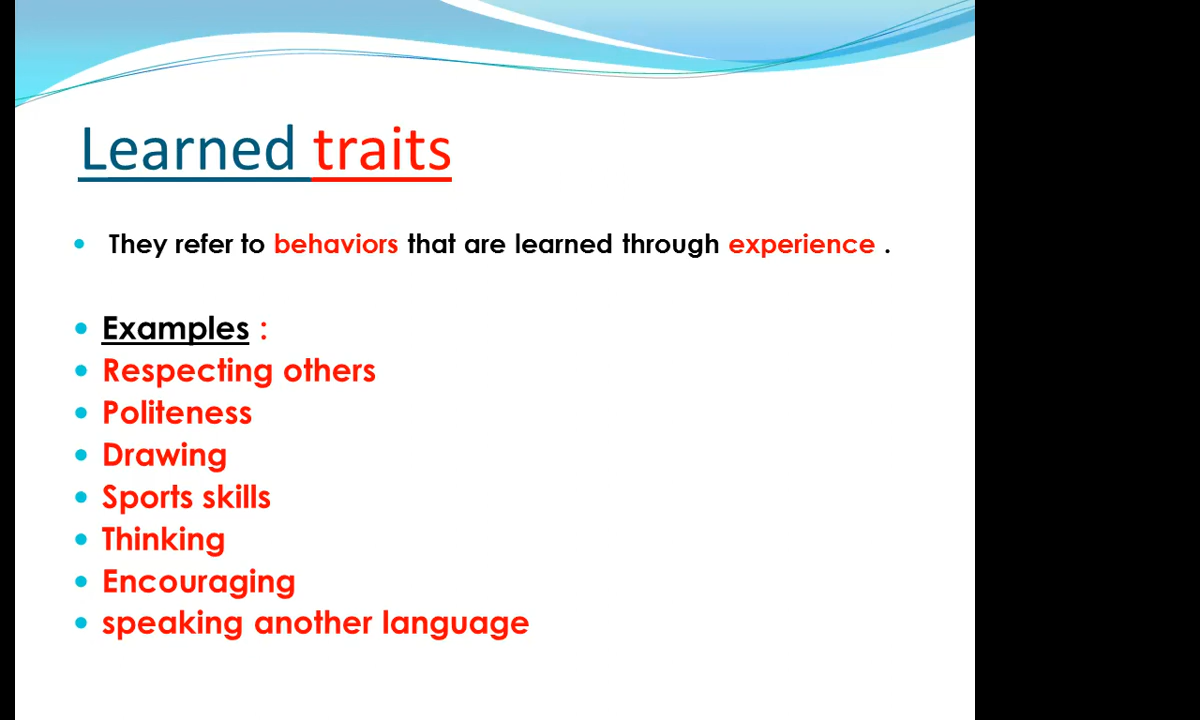 Learned traits
They refer to behaviors that are learned through experience .
Examples :
Respecting others
Politeness
Drawing
Sports skills
Thinking
Encouraging
speaking another language